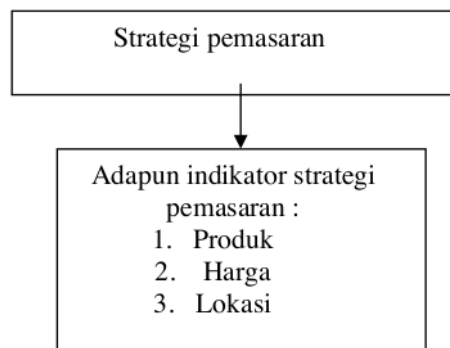 Strategi pemasaran
Adapun indikator strategi
pemasaran :
1. Produk
2. Harga
3. Lokasi